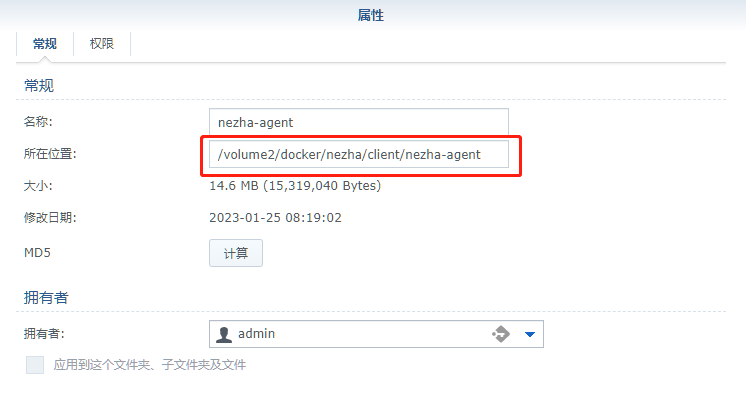 属性
常规 权限
常规
名称: nezha-agent
所在位置: /volume2/docker/nezha/client/nezha-agent
大小: 14.6 MB (15,319,040 Bytes)
修改日期: 2023-01-25 08:19:02
MD5 计算
拥有者
拥有者: admin
应用到这个文件夹、子文件夹及文件